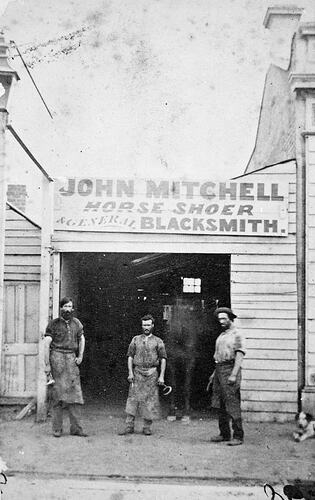 JOHN MITCHELL
HORSE SHOER
& GENERAL BLACKSMITH.